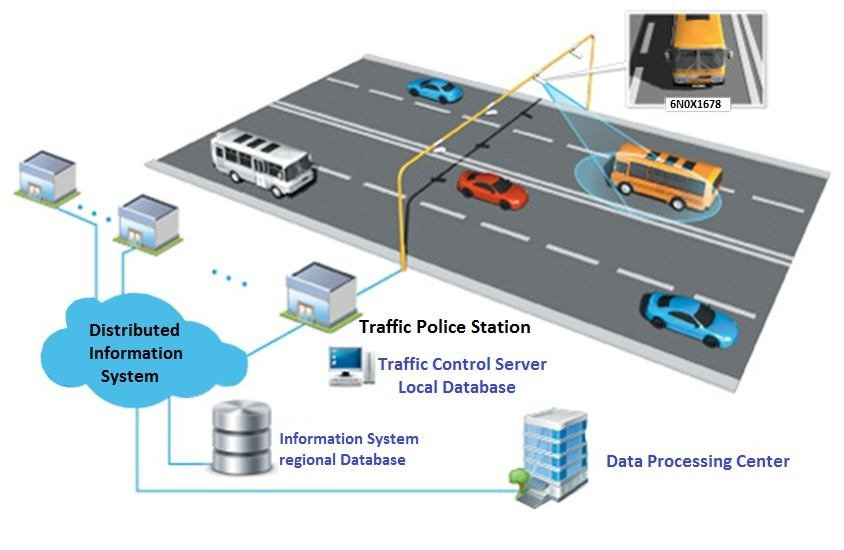 6N0X1678
Distributed
Information
System
Traffic Police Station
Traffic Control Server
Local Database
Information System
regional Database
Data Processing Center